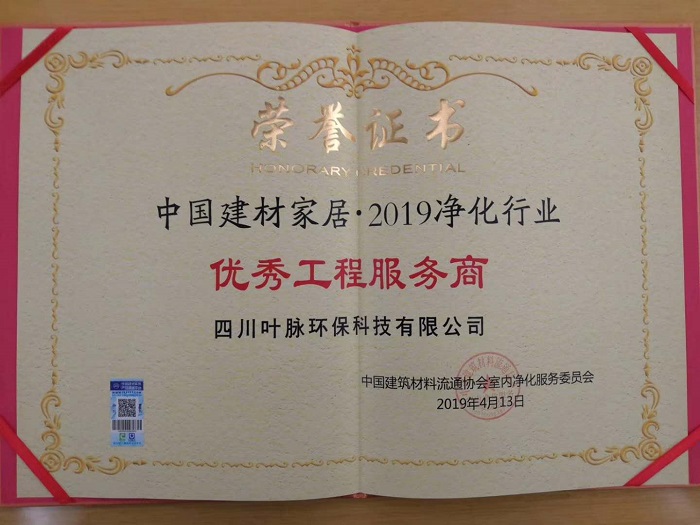 荣誉证书
HONORARY CREDENTIAL
中国建材家居·2019净化行业
优秀工程服务商
四川叶脉环保科技有限公司
中国建筑材料流通协会室内净化服务委员会
2019年4月13日